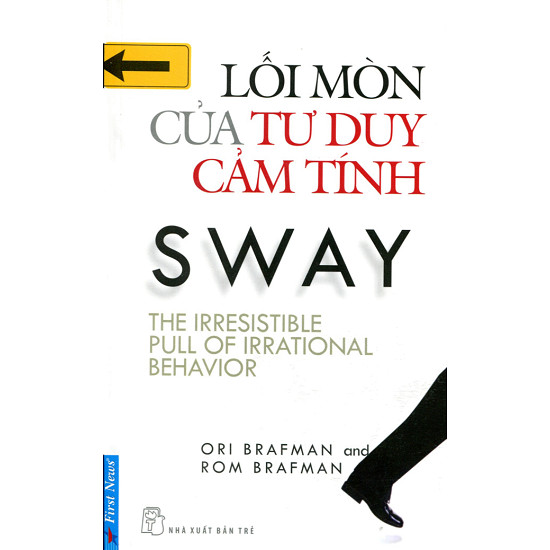 LỐI MÒN
CỦA TƯ DUY
CẢM TÍNH
SWAY
THE IRRESISTIBLE
PULL OF IRRATIONAL
BEHAVIOR
ORI BRAFMAN and
ROM BRAFMAN
First News
NHÀ XUẤT BẢN TRẺ